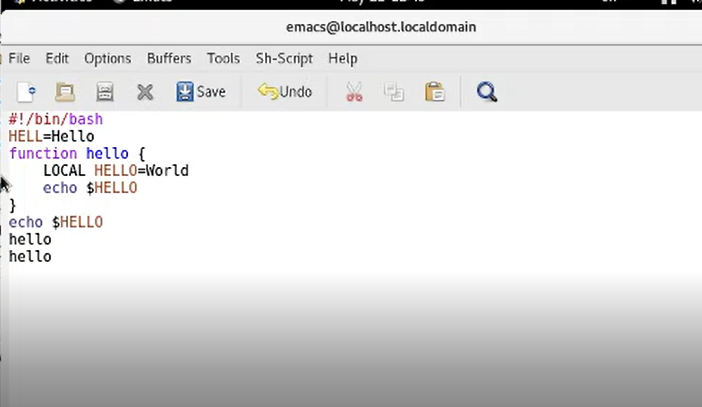 emacs@localhost.localdomain
File Edit Options Buffers Tools Sh-Script Help
Save Undo
#!/bin/bash
HELL=Hello
function hello {
LOCAL HELLO=World
echo $HELLO
}
echo $HELLO
hello
hello